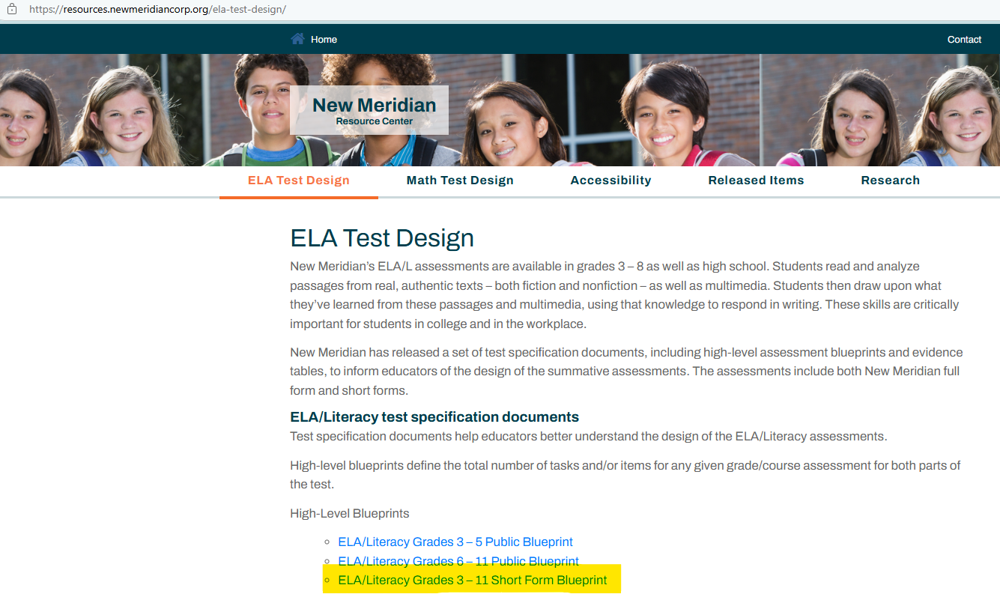 https://resources.newmeridiancorp.org/ela-test-design/
Home
Contact
New Meridian
Resource Center
ELA Test Design
Math Test Design
Accessibility
Released Items
Research
ELA Test Design
New Meridian’s ELA/L assessments are available in grades 3 – 8 as well as high school. Students read and analyze
passages from real, authentic texts – both fiction and nonfiction – as well as multimedia. Students then draw upon what
they’ve learned from these passages and multimedia, using that knowledge to respond in writing. These skills are critically
important for students in college and in the workplace.
New Meridian has released a set of test specification documents, including high-level assessment blueprints and evidence
tables, to inform educators of the design of the summative assessments. The assessments include both New Meridian full
form and short forms.
ELA/Literacy test specification documents
Test specification documents help educators better understand the design of the ELA/Literacy assessments.
High-level blueprints define the total number of tasks and/or items for any given grade/course assessment for both parts of
the test.
High-Level Blueprints
ELA/Literacy Grades 3 – 5 Public Blueprint
ELA/Literacy Grades 6 – 11 Public Blueprint
ELA/Literacy Grades 3 – 11 Short Form Blueprint